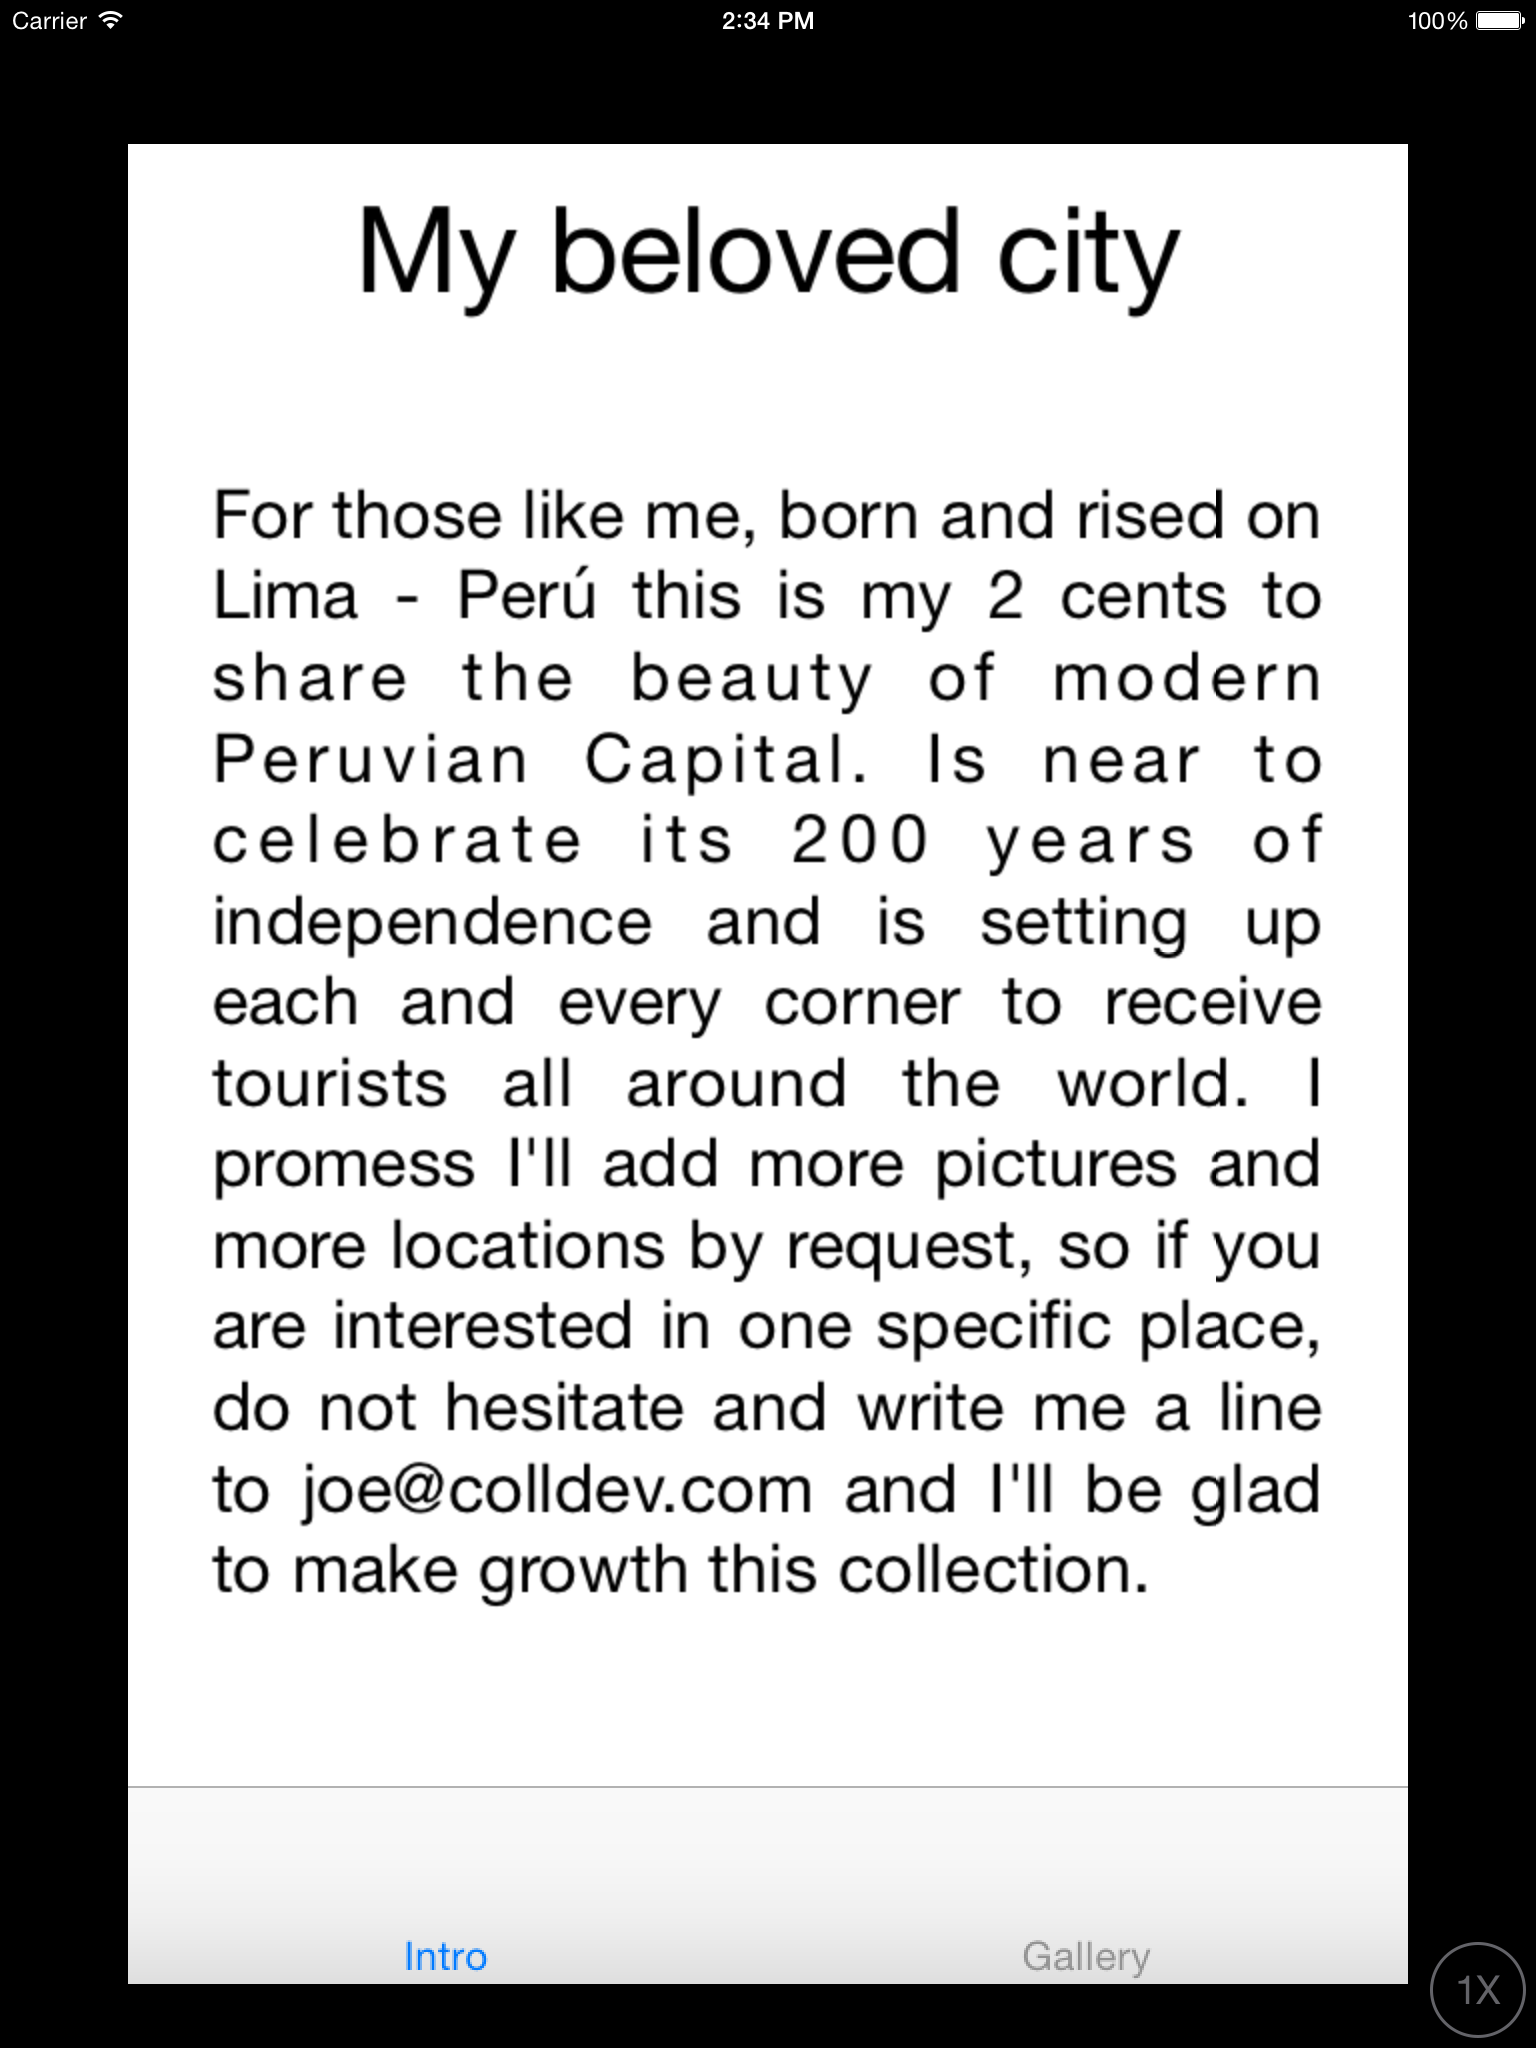 Carrier 2:34 PM 100%
My beloved city
For those like me, born and rised on
Lima - Perú this is my 2 cents to
share the beauty of modern
Peruvian Capital. Is near to
celebrate its 200 years of
independence and is setting up
each and every corner to receive
tourists all around the world. I
promess I'll add more pictures and
more locations by request, so if you
are interested in one specific place,
do not hesitate and write me a line
to joe@colldev.com and I'll be glad
to make growth this collection.
Intro Gallery
1X